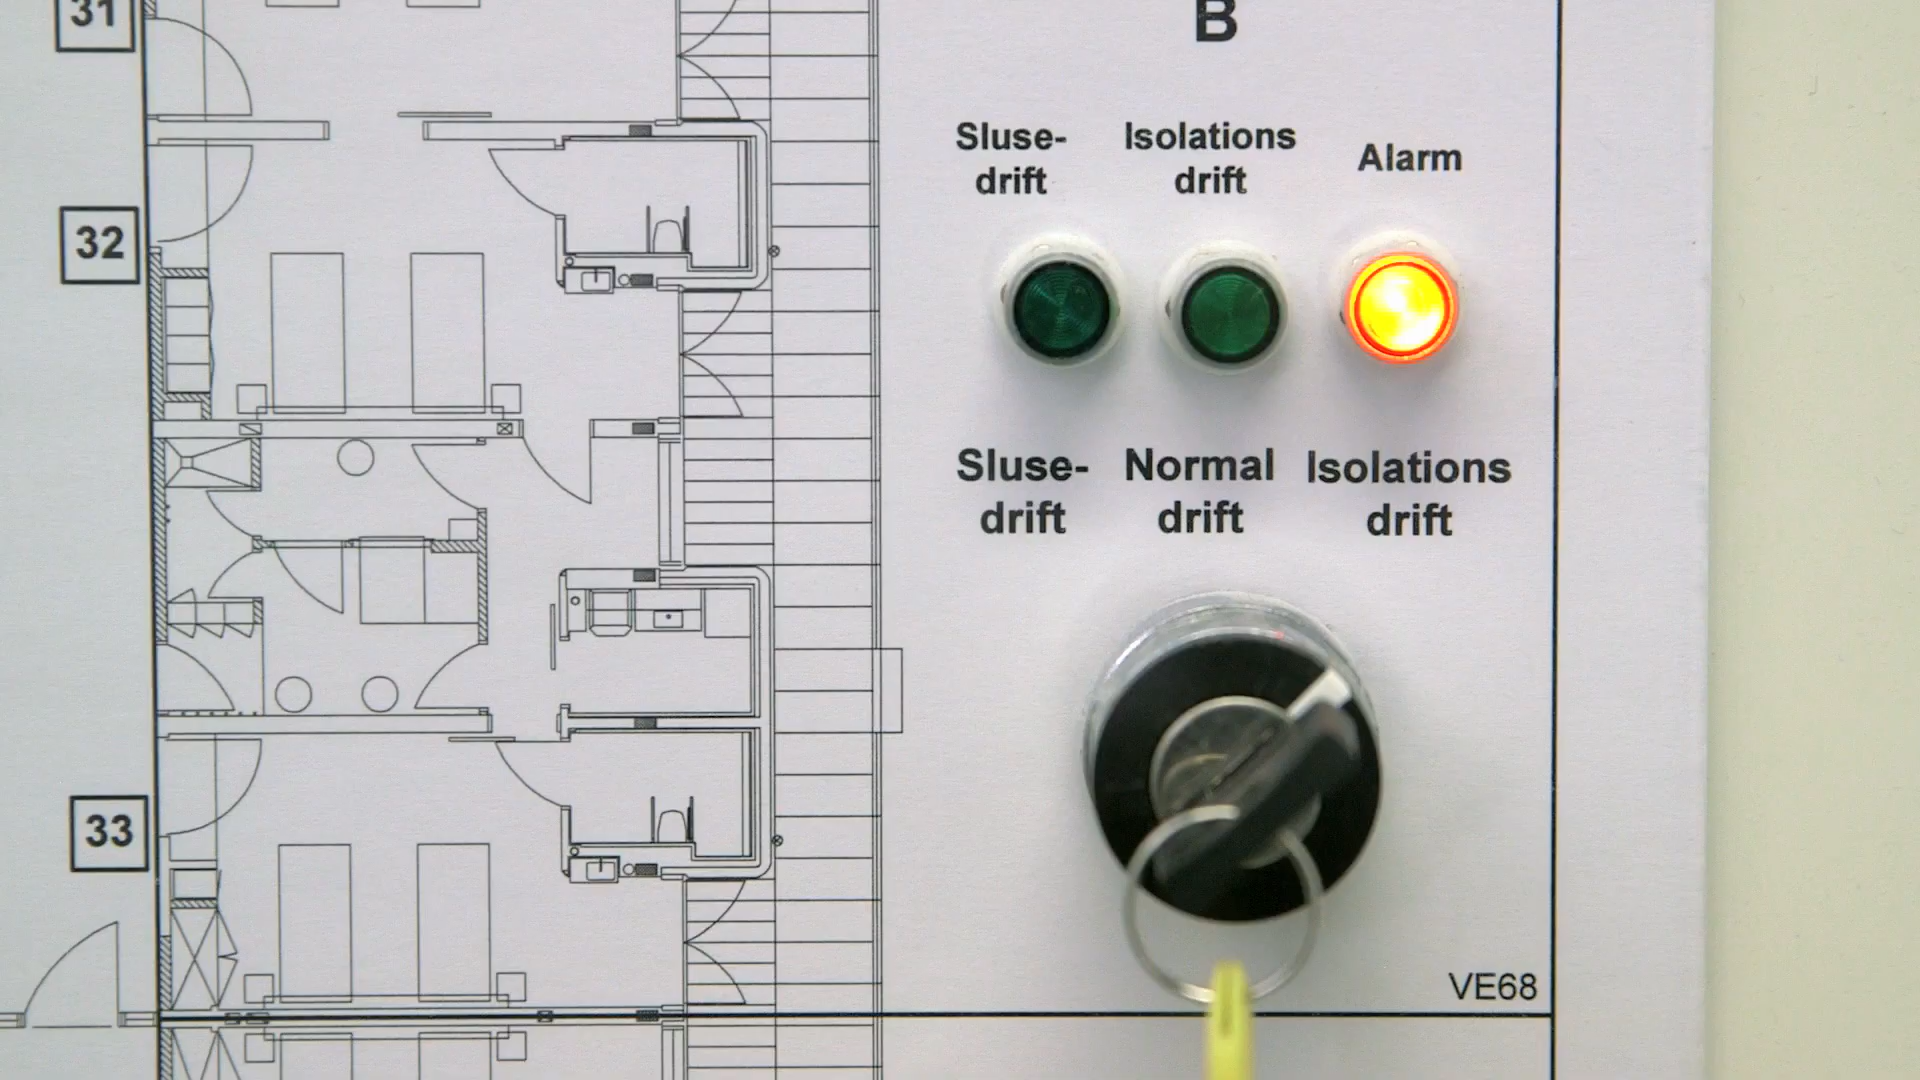 31
32
33
B
Sluse-
drift
Isolations
drift
Alarm
Sluse-
drift
Normal
drift
Isolations
drift
VE68